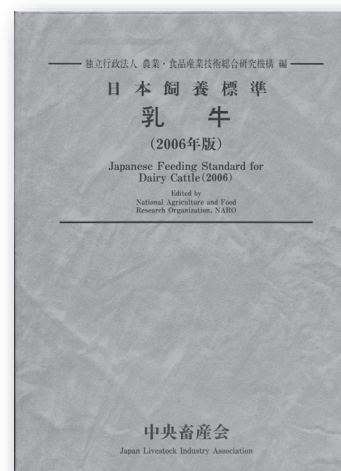 独立行政法人 農業・食品産業技術総合研究機構 編
日本飼養標準
乳牛
(2006年版)
Japanese Feeding Standard for
Dairy Cattle(2006)
Edited by
National Agriculture and Food
Research Organization, NARO
中央畜産会
Japan Livestock Industry Association